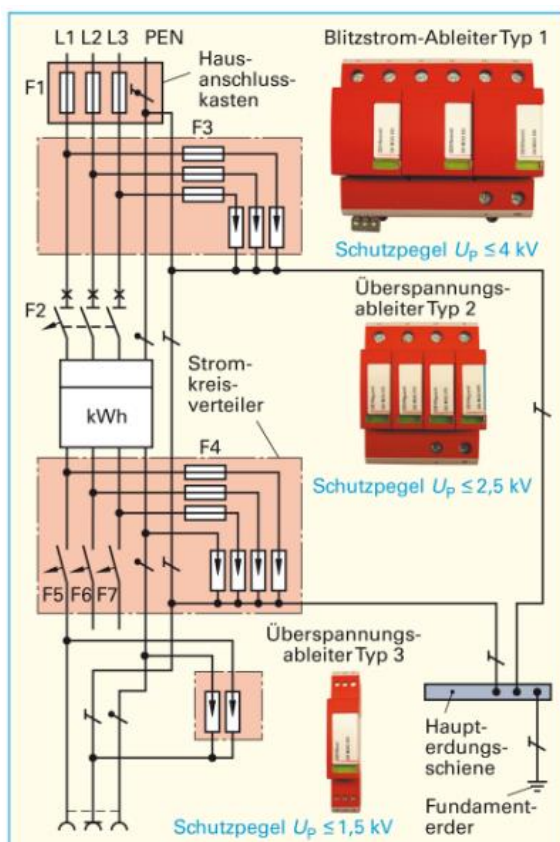 L1 L2 L3 PEN
Haus-
anschluss-
kasten
F1
Blitzstrom-Ableiter Typ 1
F3
Schutzpegel UP ≤ 4 kV
F2
Überspannungs-
ableiter Typ 2
Strom-
kreis-
verteiler
kWh
F4
Schutzpegel UP ≤ 2,5 kV
F5 F6 F7
Überspannungs-
ableiter Typ 3
Haupt-
erdungs-
schiene
Fundament-
erder
Schutzpegel UP ≤ 1,5 kV